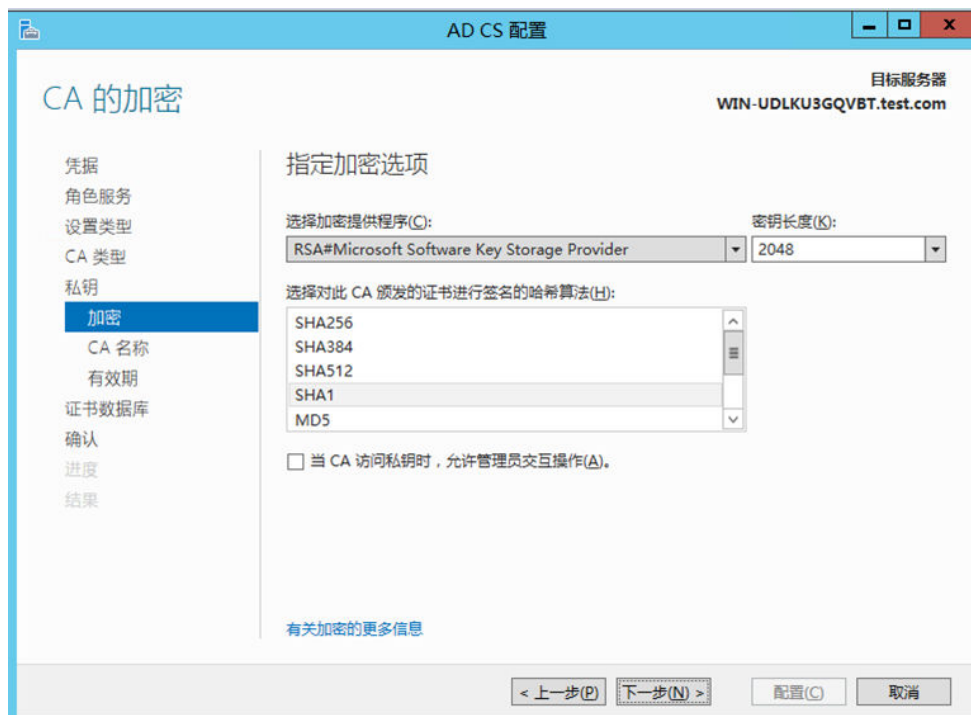 AD CS 配置
CA 的加密
目标服务器
WIN-UDLKU3GQVBT.test.com
凭据
角色服务
设置类型
CA 类型
私钥
加密
CA 名称
有效期
证书数据库
确认
进度
结果
指定加密选项
选择加密提供程序(C):
密钥长度(K):
RSA#Microsoft Software Key Storage Provider
2048
选择对此 CA 颁发的证书进行签名的哈希算法(H):
SHA256
SHA384
SHA512
SHA1
MD5
当 CA 访问私钥时，允许管理员交互操作(A)。
有关加密的更多信息
< 上一步(P)
下一步(N) >
配置(C)
取消